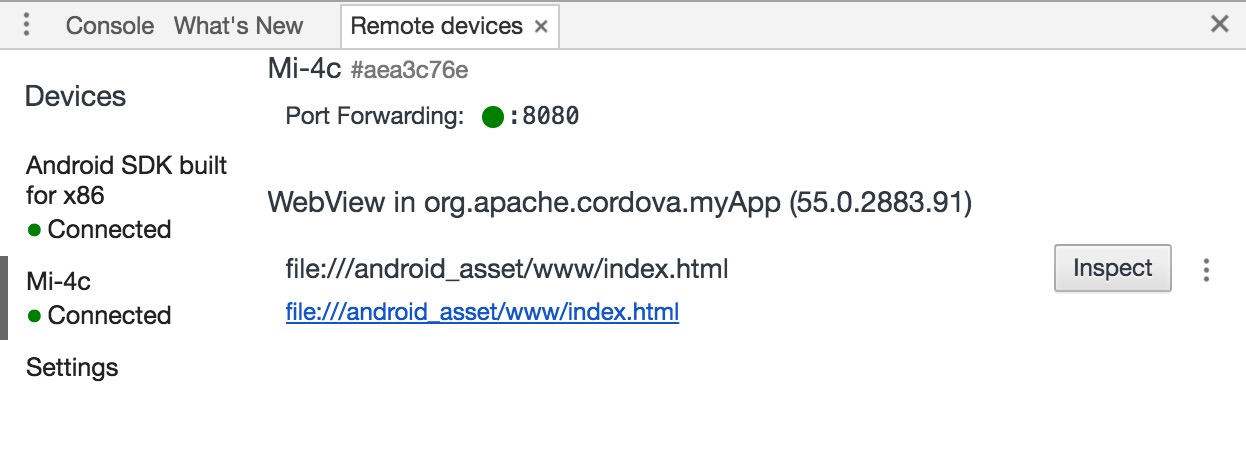 Console What's New Remote devices ×
Devices
Android SDK built
for x86
Connected
Mi-4c
Connected
Settings
Mi-4c #aea3c76e
Port Forwarding: :8080
WebView in org.apache.cordova.myApp (55.0.2883.91)
file:///android_asset/www/index.html
Inspect
file:///android_asset/www/index.html